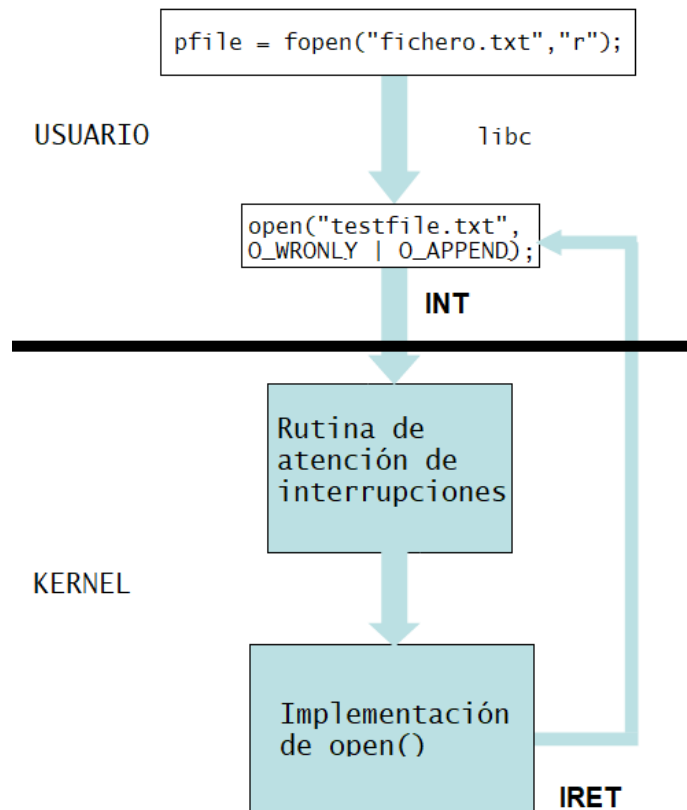 pfile = fopen("fichero.txt","r");
USUARIO
libc
open("testfile.txt",
O_WRONLY | O_APPEND);
INT
Rutina de
atención de
interrupciones
KERNEL
Implementación
de open()
IRET